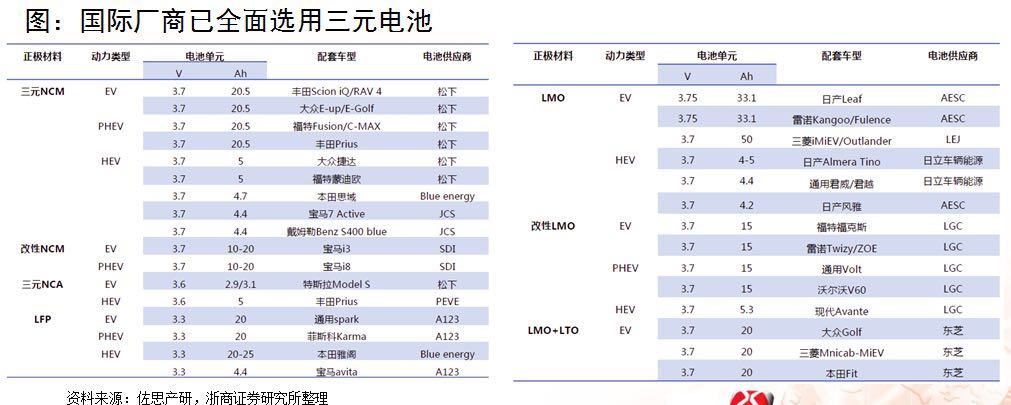 图：国际厂商已全面选用三元电池
正极材料 动力类型 电池单元 配套车型 电池供应商
V Ah
三元NCM EV 3.7 20.5 丰田Scion iQ/RAV 4 松下
3.7 20.5 大众E-up/E-Golf 松下
PHEV 3.7 20.5 福特Fusion/C-MAX 松下
3.7 20.5 丰田Prius 松下
HEV 3.7 5 大众捷达 松下
3.7 5 福特蒙迪欧 松下
3.7 4.7 本田思域 Blue energy
3.7 4.4 宝马7 Active JCS
3.7 4.4 戴姆勒Benz S400 blue JCS
改性NCM EV 3.7 10-20 宝马i3 SDI
PHEV 3.7 10-20 宝马i8 SDI
三元NCA EV 3.6 2.9/3.1 特斯拉Model S 松下
HEV 3.6 5 丰田Prius PEVE
LFP EV 3.3 20 通用spark A123
PHEV 3.3 20 菲斯科Karma A123
HEV 3.3 20-25 本田雅阁 Blue energy
3.3 4.4 宝马avita A123
正极材料 动力类型 电池单元 配套车型 电池供应商
V Ah
LMO EV 3.75 33.1 日产Leaf AESC
3.75 33.1 雷诺Kangoo/Fulence AESC
3.7 50 三菱iMiEV/Outlander LEJ
HEV 3.7 4-5 日产Almera Tino 日立车辆能源
3.7 4.4 通用君威/君越 日立车辆能源
3.7 4.2 日产风雅 AESC
改性LMO EV 3.7 15 福特福克斯 LGC
3.7 15 雷诺Twizy/ZOE LGC
PHEV 3.7 15 通用Volt LGC
3.7 15 沃尔沃V60 LGC
HEV 3.7 5.3 现代Avante LGC
LMO+LTO EV 3.7 20 大众Golf 东芝
3.7 20 三菱Mnicab-MiEV 东芝
3.7 20 本田Fit 东芝
资料来源：佐思产研，浙商证券研究所整理